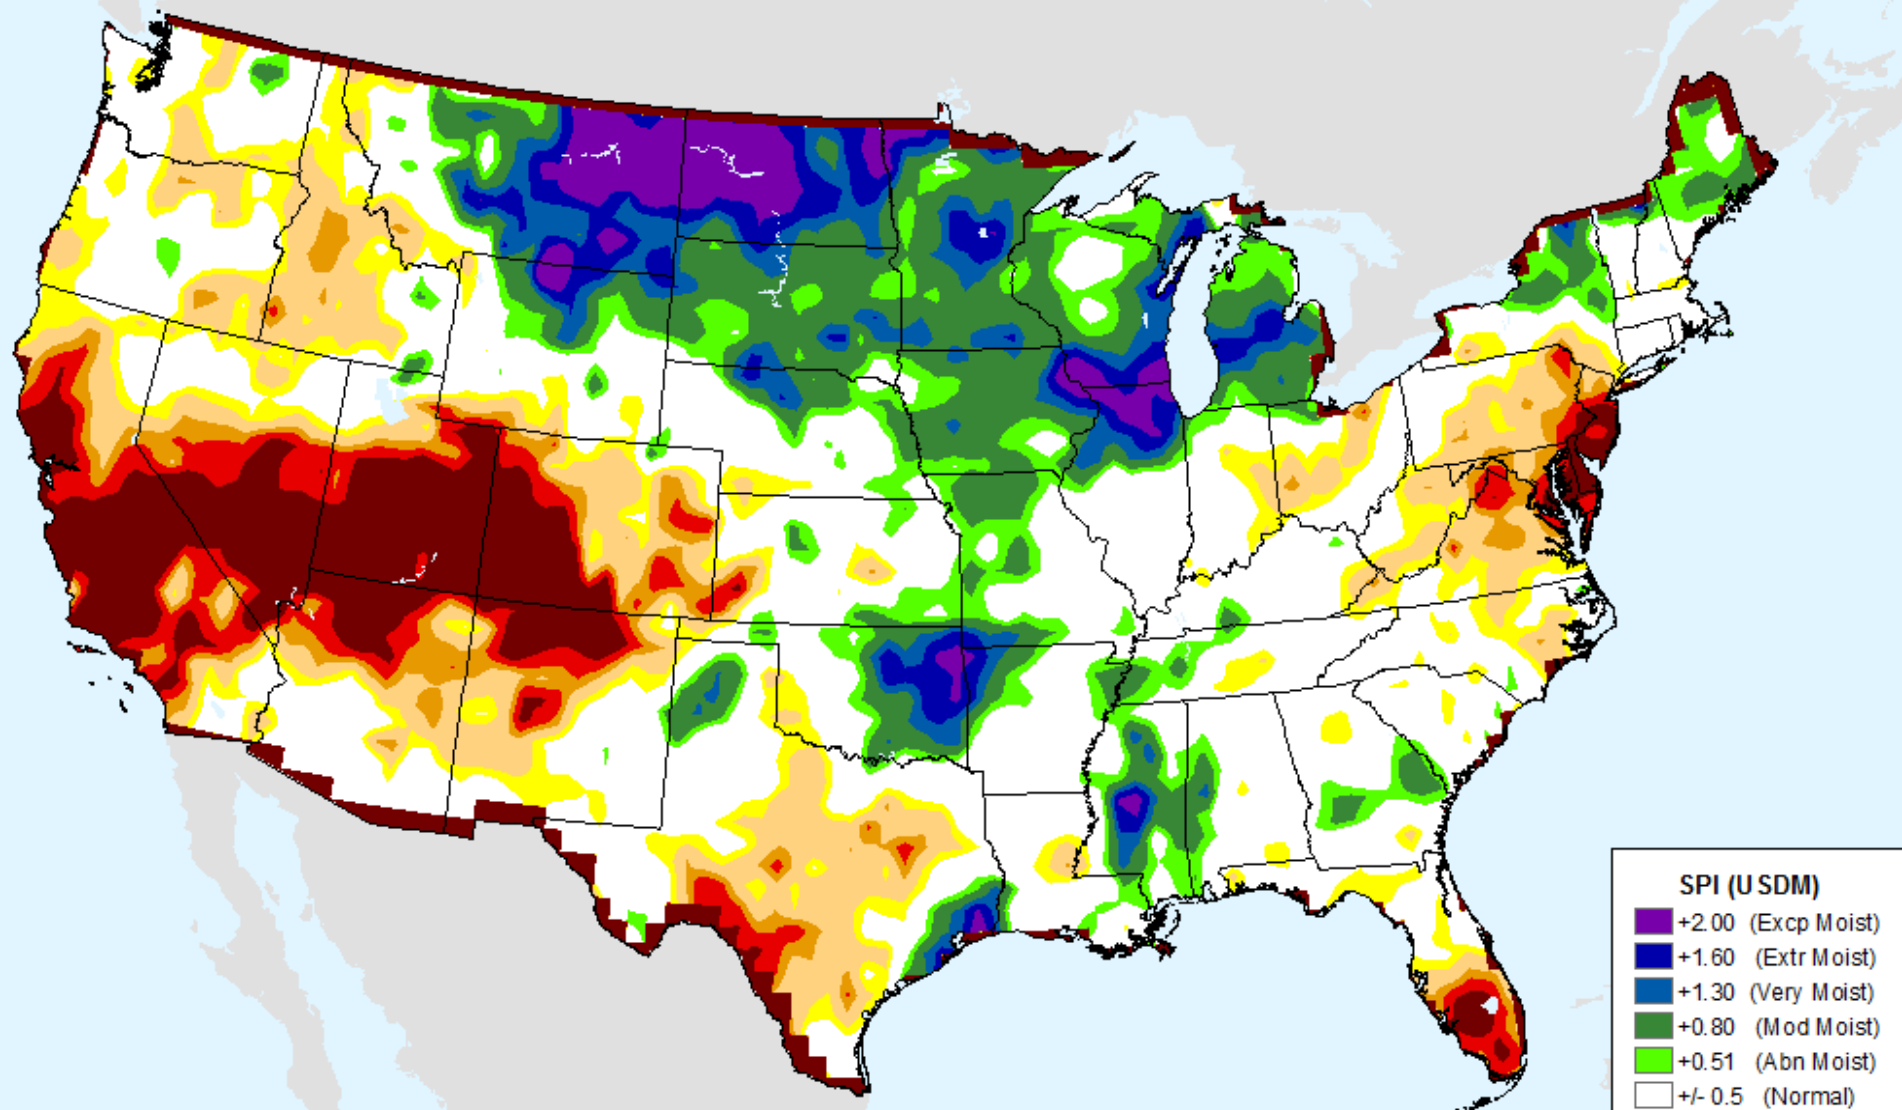 SPI (USDM)
+2.00 (Excp Moist)
+1.60 (Extr Moist)
+1.30 (Very Moist)
+0.80 (Mod Moist)
+0.51 (Abn Moist)
+/- 0.5 (Normal)